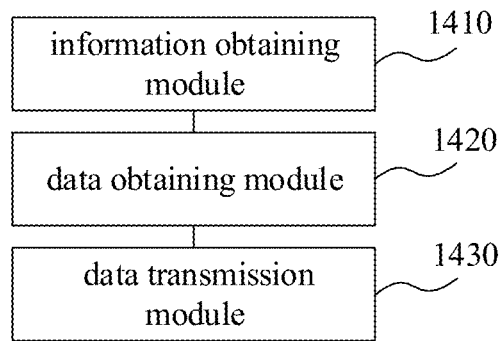 information obtaining
module
1410
data obtaining module
1420
data transmission
module
1430